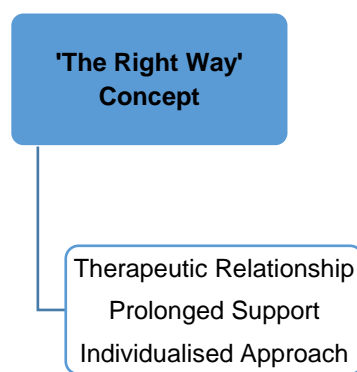 'The Right Way'
Concept
Therapeutic Relationship
Prolonged Support
Individualised Approach